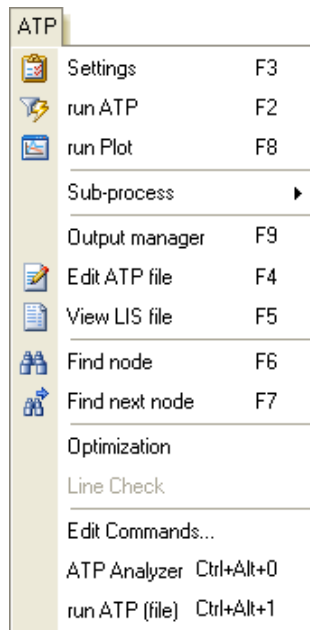 ATP
Settings F3
run ATP F2
run Plot F8
Sub-process
Output manager F9
Edit ATP file F4
View LIS file F5
Find node F6
Find next node F7
Optimization
Line Check
Edit Commands...
ATP Analyzer Ctrl+Alt+0
run ATP (file) Ctrl+Alt+1